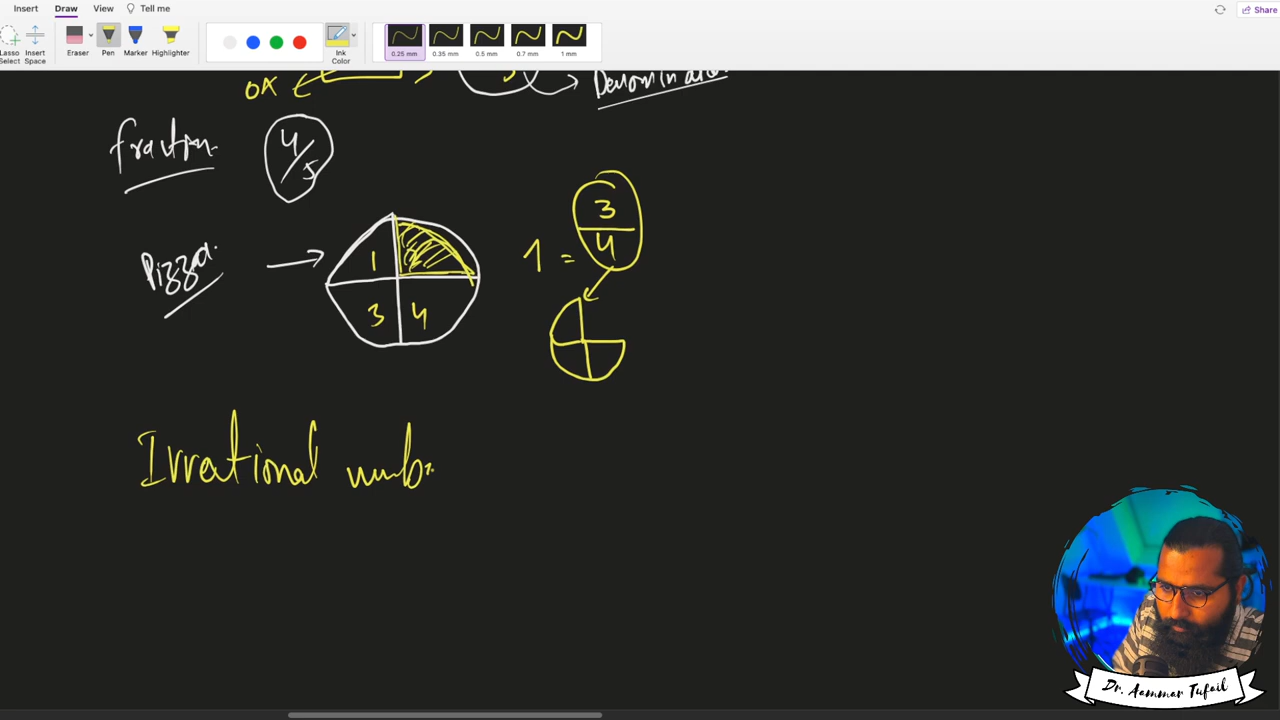 Insert Draw View Tell me
Share
Lasso Select
Insert Space
Eraser Pen Marker Highlighter
Ink Color
0.25 mm 0.35 mm 0.5 mm 0.7 mm 1 mm
Denominator
fraction 4/5
Pizza
1
3 4
1 = 3/4
Irrational numb
Dr. Aammar Tufail